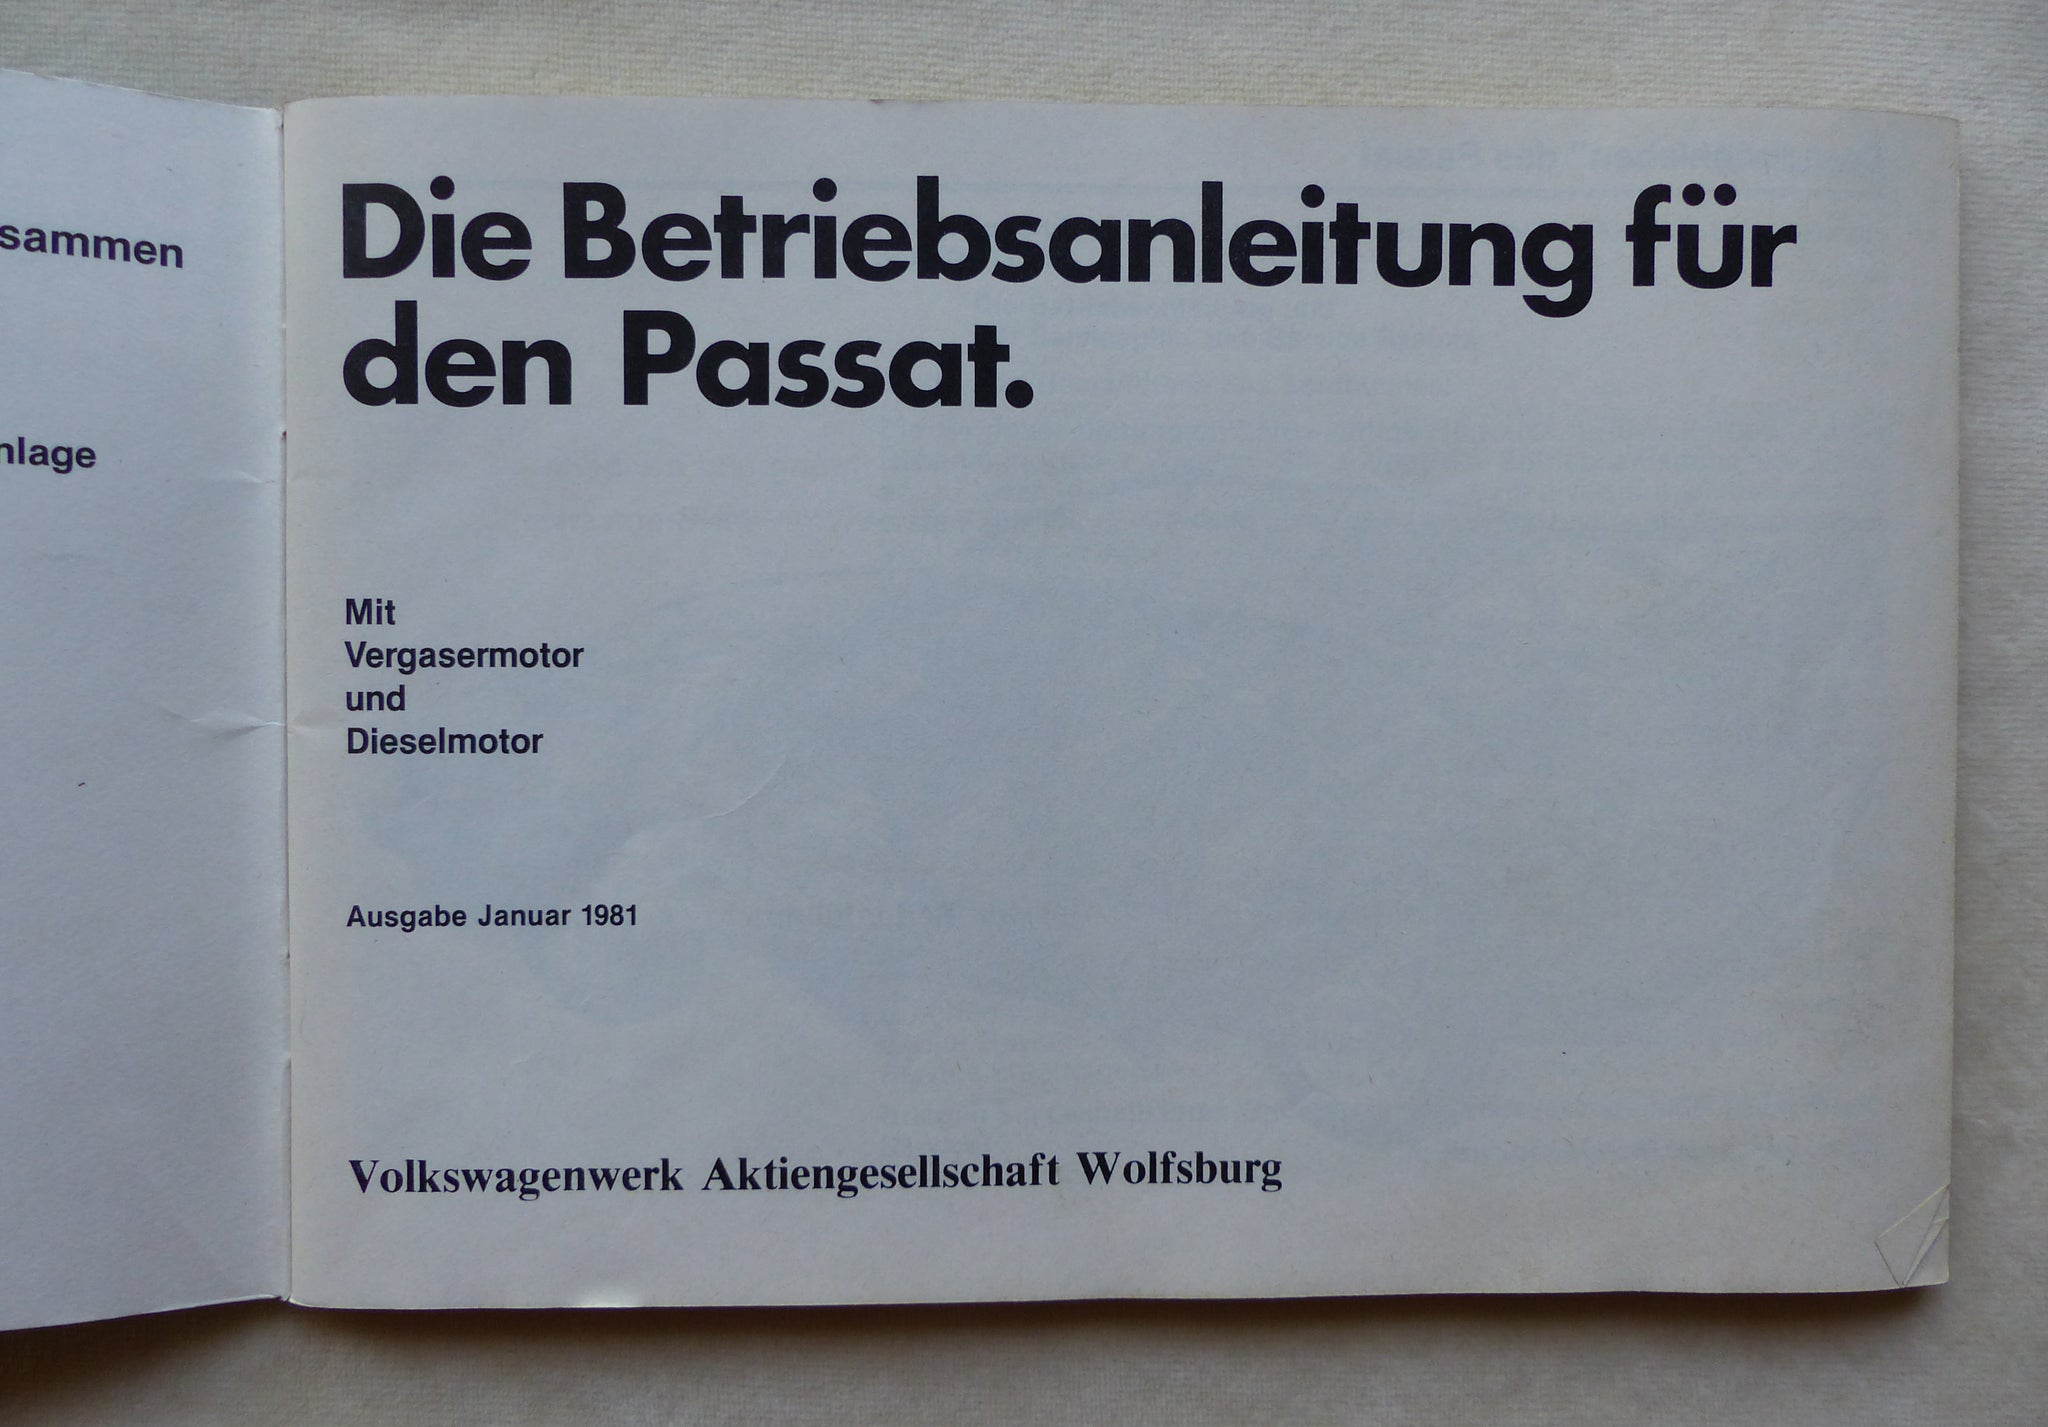 sammen
nlage
Die Betriebsanleitung für
den Passat.
Mit
Vergasermotor
und
Dieselmotor
Ausgabe Januar 1981
Volkswagenwerk Aktiengesellschaft Wolfsburg